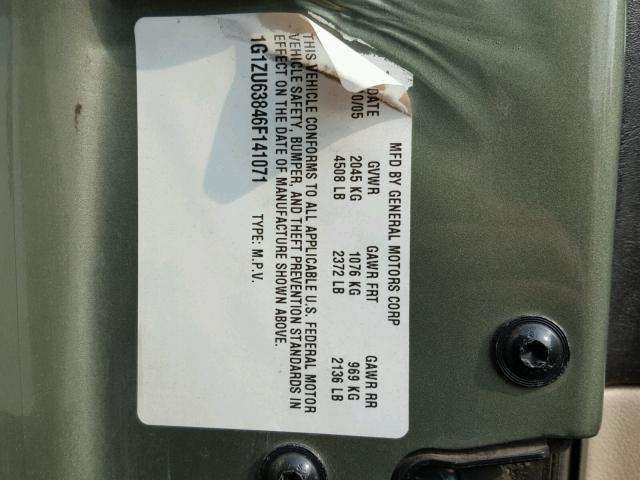 MFD BY GENERAL MOTORS CORP
DATE GVWR GAWR FRT GAWR RR
0/05 2045 KG 1076 KG 969 KG
4508 LB 2372 LB 2136 LB
THIS VEHICLE CONFORMS TO ALL APPLICABLE U.S. FEDERAL MOTOR
VEHICLE SAFETY, BUMPER, AND THEFT PREVENTION STANDARDS IN
EFFECT ON THE DATE OF MANUFACTURE SHOWN ABOVE.
1G1ZU63846F141071 TYPE: M.P.V.